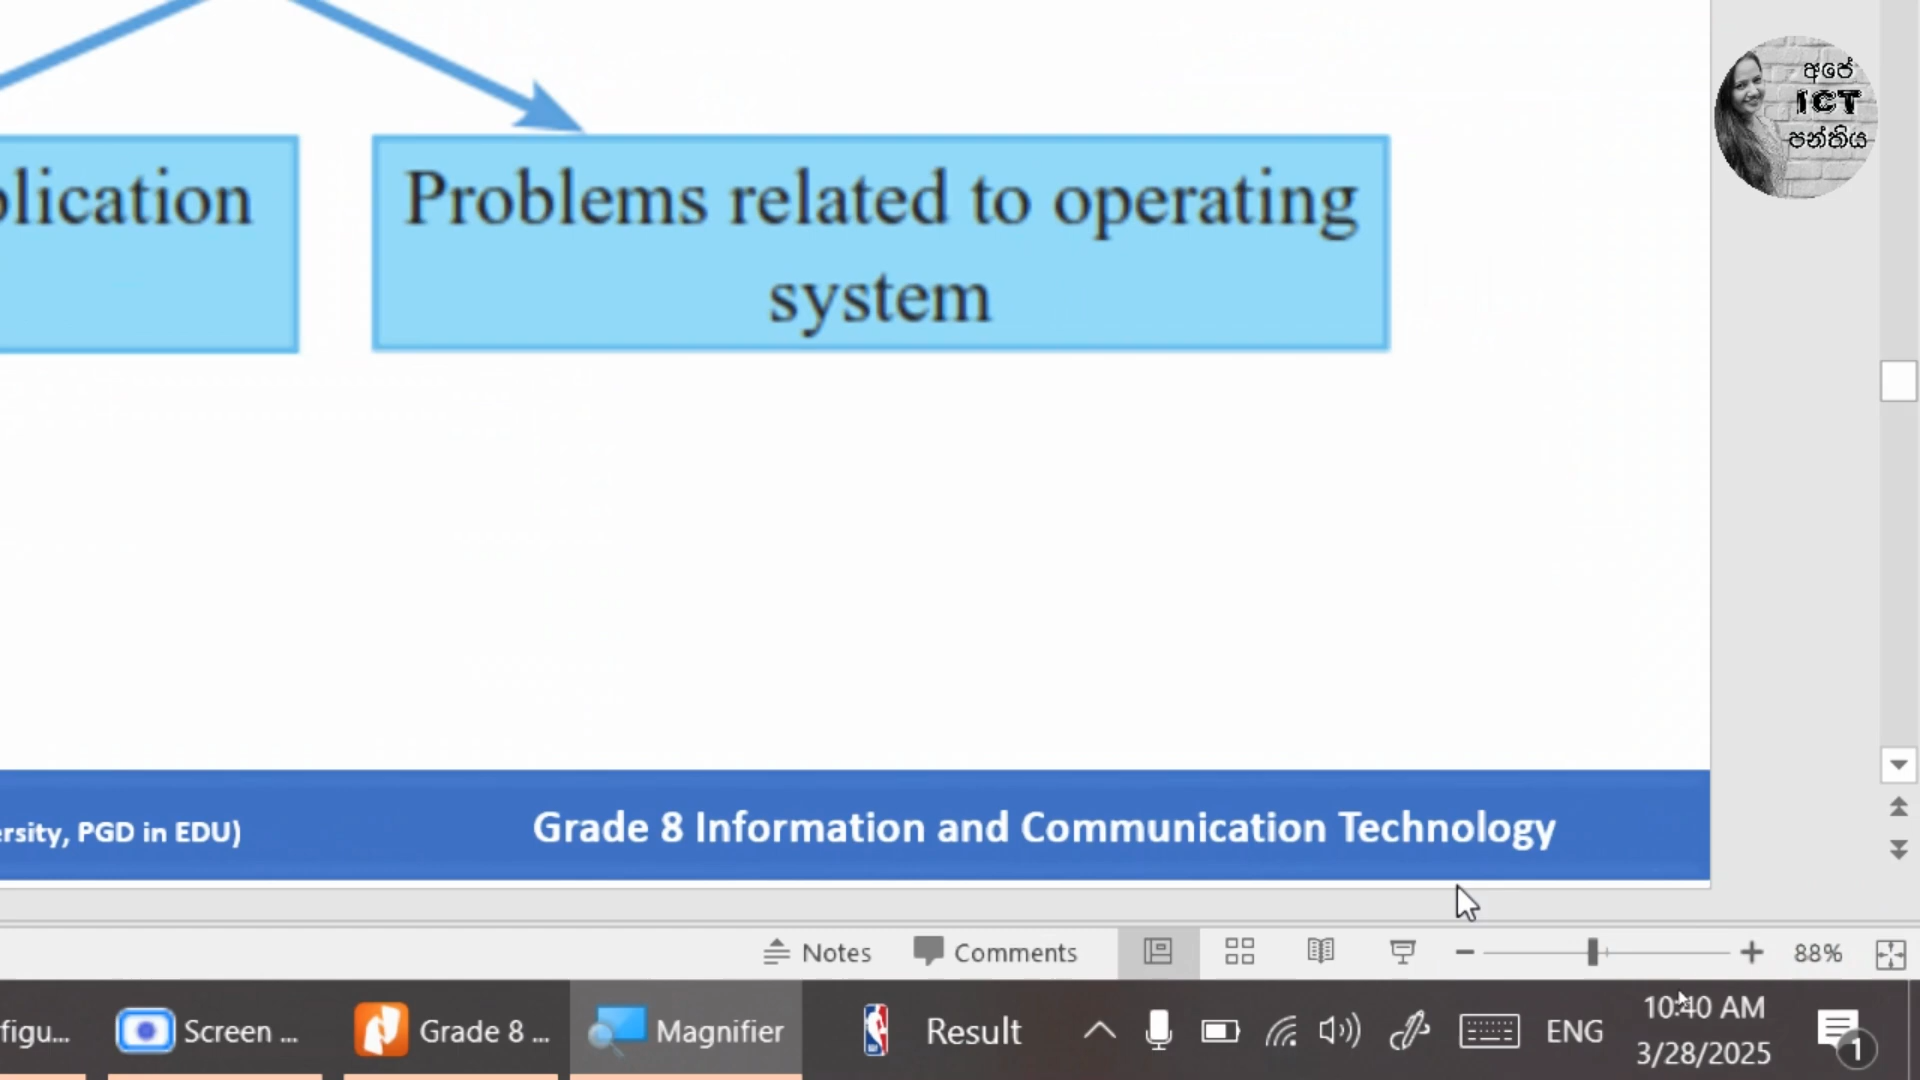 අපේ
ICT
පන්තිය
plication
Problems related to operating
system
ersity, PGD in EDU)
Grade 8 Information and Communication Technology
Notes
Comments
88%
figu...
Screen ...
Grade 8 ...
Magnifier
Result
ENG
10:40 AM
3/28/2025
1